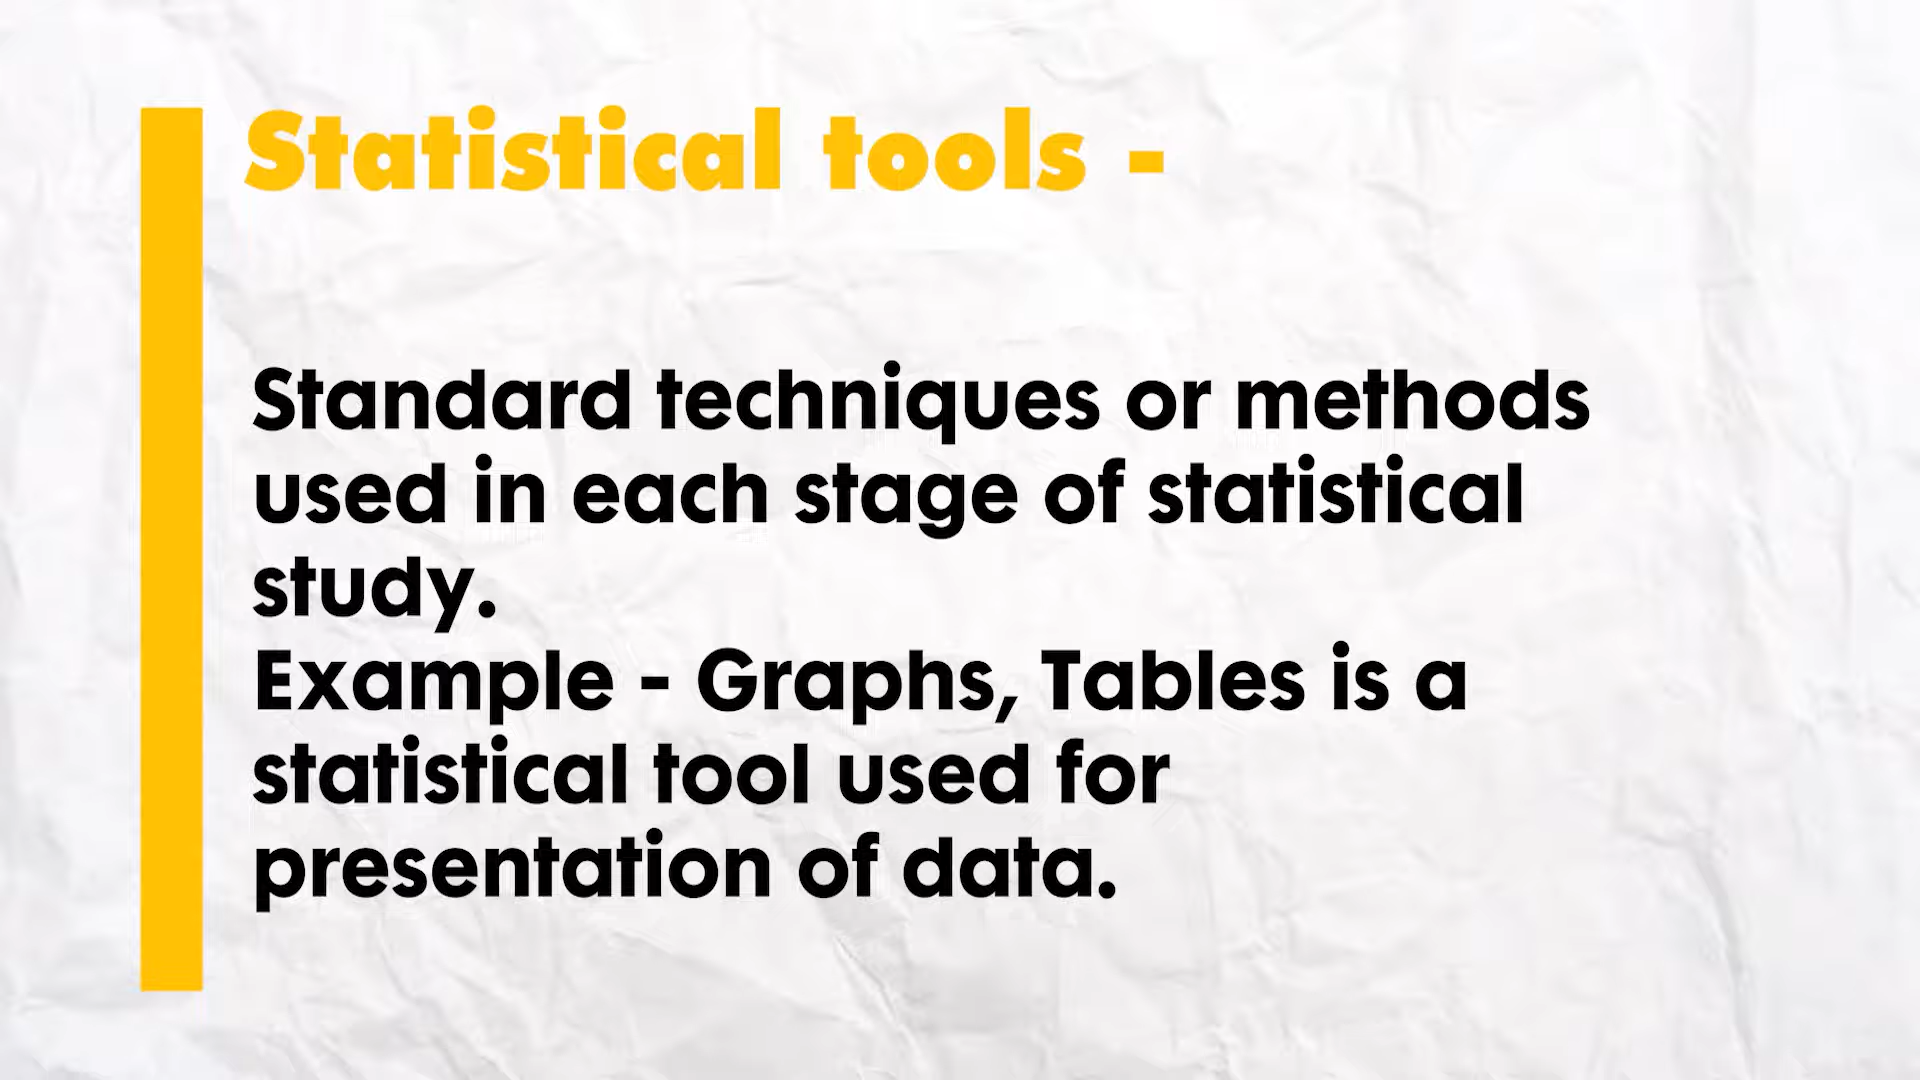 Statistical tools -
Standard techniques or methods
used in each stage of statistical
study.
Example - Graphs, Tables is a
statistical tool used for
presentation of data.